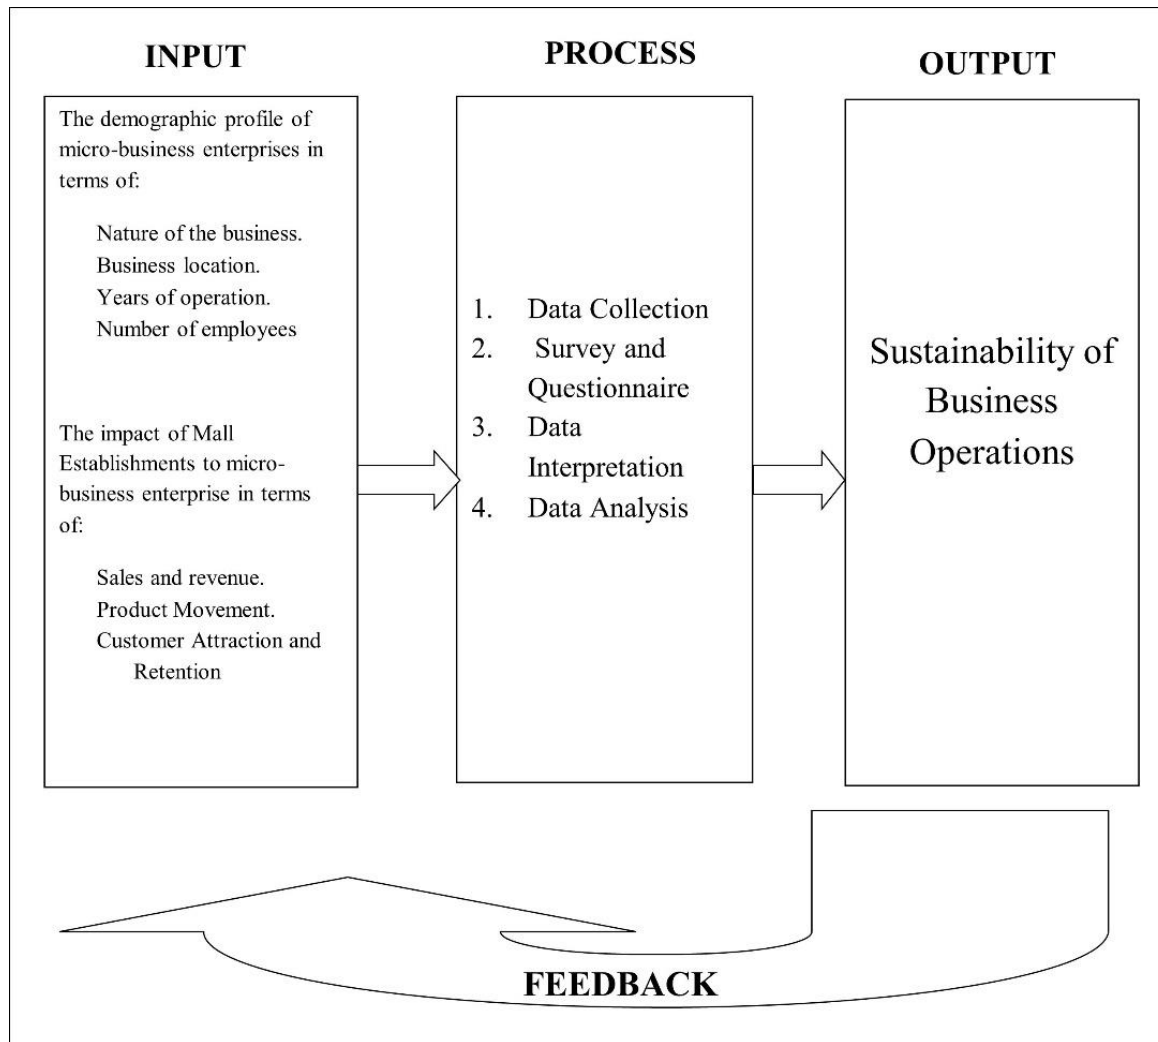 INPUT
The demographic profile of
micro-business enterprises in
terms of:
Nature of the business.
Business location.
Years of operation.
Number of employees
The impact of Mall
Establishments to micro-
business enterprise in terms
of:
Sales and revenue.
Product Movement.
Customer Attraction and
Retention
PROCESS
1. Data Collection
2. Survey and
Questionnaire
3. Data
Interpretation
4. Data Analysis
OUTPUT
Sustainability of
Business
Operations
FEEDBACK